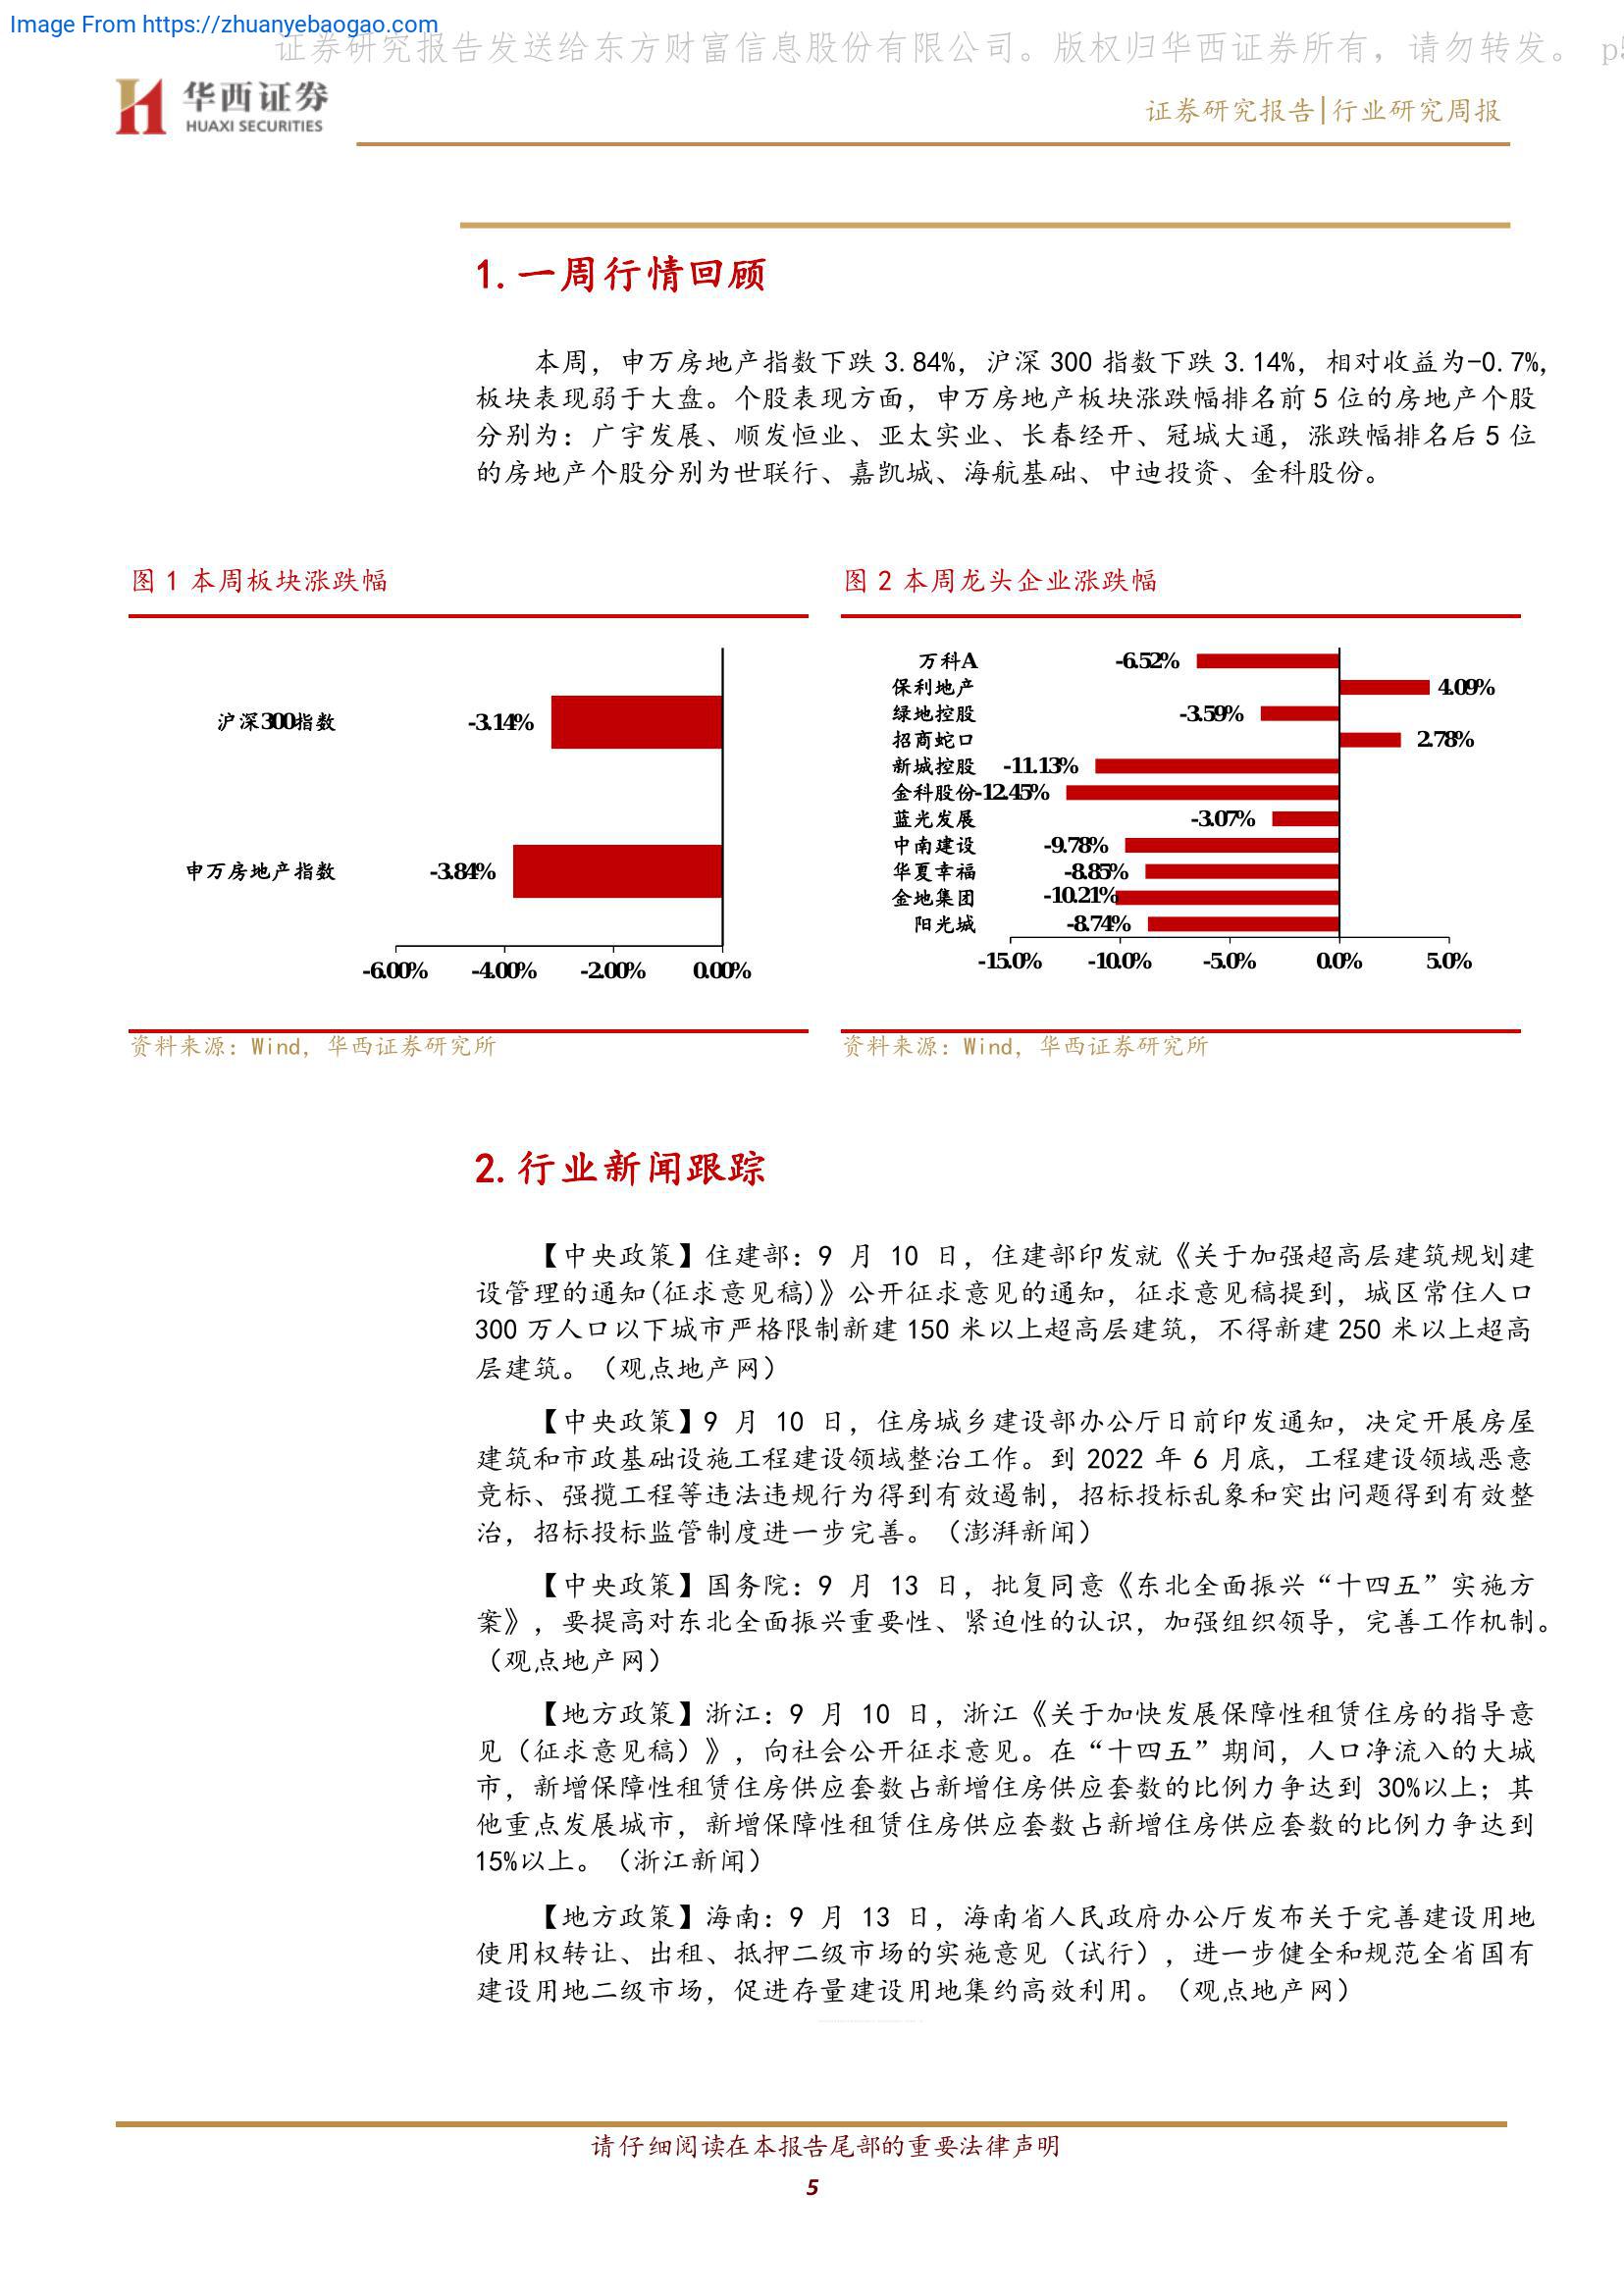 Image From https://zhuanyebaogao.com
证券研究报告发送给东方财富信息股份有限公司。版权归华西证券所有，请勿转发。 p5
华西证券
HUAXI SECURITIES
证券研究报告|行业研究周报
1. 一周行情回顾
本周，申万房地产指数下跌 3.84%，沪深 300 指数下跌 3.14%，相对收益为-0.7%，
板块表现弱于大盘。个股表现方面，申万房地产板块涨跌幅排名前 5 位的房地产个股
分别为：广宇发展、顺发恒业、亚太实业、长春经开、冠城大通，涨跌幅排名后 5 位
的房地产个股分别为世联行、嘉凯城、海航基础、中迪投资、金科股份。
图 1 本周板块涨跌幅
沪深300指数 -3.14%
申万房地产指数 -3.84%
-6.00% -4.00% -2.00% 0.00%
资料来源：Wind，华西证券研究所
图 2 本周龙头企业涨跌幅
万科A -6.52%
保利地产 4.09%
绿地控股 -3.59%
招商蛇口 2.78%
新城控股 -11.13%
金科股份 -12.45%
蓝光发展 -3.07%
中南建设 -9.78%
华夏幸福 -8.85%
金地集团 -10.21%
阳光城 -8.74%
-15.0% -10.0% -5.0% 0.0% 5.0%
资料来源：Wind，华西证券研究所
2. 行业新闻跟踪
【中央政策】住建部：9 月 10 日，住建部印发就《关于加强超高层建筑规划建
设管理的通知(征求意见稿)》公开征求意见的通知，征求意见稿提到，城区常住人口
300 万人口以下城市严格限制新建 150 米以上超高层建筑，不得新建 250 米以上超高
层建筑。（观点地产网）
【中央政策】9 月 10 日，住房城乡建设部办公厅日前印发通知，决定开展房屋
建筑和市政基础设施工程建设领域整治工作。到 2022 年 6 月底，工程建设领域恶意
竞标、强揽工程等违法违规行为得到有效遏制，招标投标乱象和突出问题得到有效整
治，招标投标监管制度进一步完善。（澎湃新闻）
【中央政策】国务院：9 月 13 日，批复同意《东北全面振兴“十四五”实施方
案》，要提高对东北全面振兴重要性、紧迫性的认识，加强组织领导，完善工作机制。
（观点地产网）
【地方政策】浙江：9 月 10 日，浙江《关于加快发展保障性租赁住房的指导意
见（征求意见稿）》，向社会公开征求意见。在“十四五”期间，人口净流入的大城
市，新增保障性租赁住房供应套数占新增住房供应套数的比例力争达到 30%以上；其
他重点发展城市，新增保障性租赁住房供应套数占新增住房供应套数的比例力争达到
15%以上。（浙江新闻）
【地方政策】海南：9 月 13 日，海南省人民政府办公厅发布关于完善建设用地
使用权转让、出租、抵押二级市场的实施意见（试行），进一步健全和规范全省国有
建设用地二级市场，促进存量建设用地集约高效利用。（观点地产网）
请仔细阅读在本报告尾部的重要法律声明
5